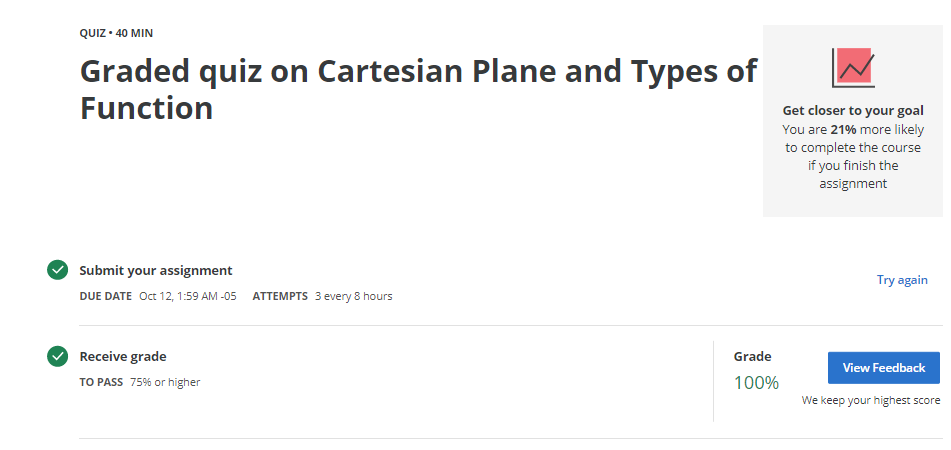 QUIZ • 40 MIN
Graded quiz on Cartesian Plane and Types of
Function
Get closer to your goal
You are 21% more likely
to complete the course
if you finish the
assignment
Submit your assignment
DUE DATE Oct 12, 1:59 AM -05 ATTEMPTS 3 every 8 hours
Try again
Receive grade
TO PASS 75% or higher
Grade
100%
View Feedback
We keep your highest score